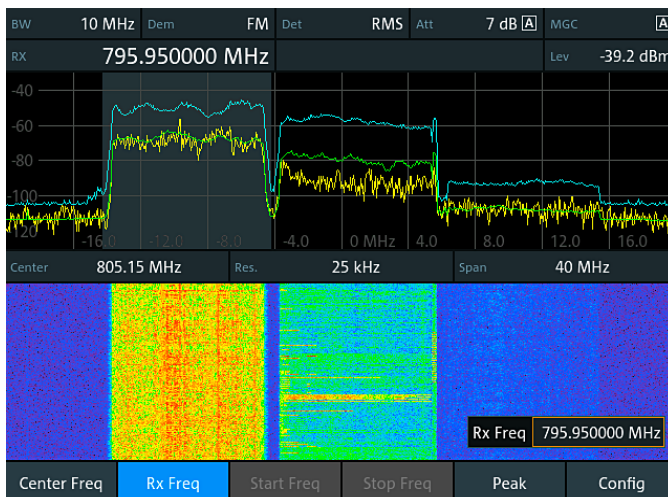 BW 10 MHz Dem FM Det RMS Att 7 dB A MGC A
RX 795.950000 MHz Lev -39.2 dBm
-40
-60
-80
-100
-120
-16.0 -12.0 -8.0 -4.0 0 MHz 4.0 8.0 12.0 16.0
Center 805.15 MHz Res. 25 kHz Span 40 MHz
Rx Freq 795.950000 MHz
Center Freq Rx Freq Start Freq Stop Freq Peak Config